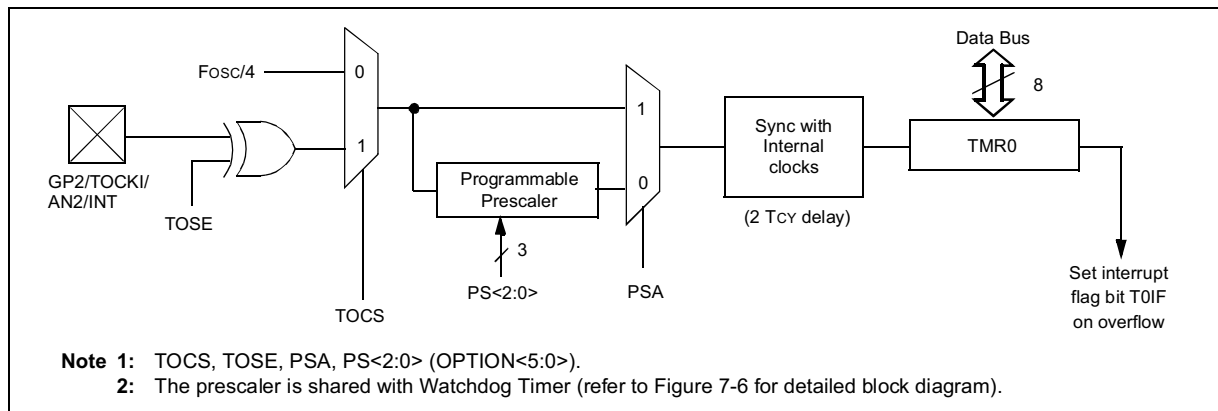 Data Bus
8
FOSC/4
0
1
GP2/TOCKI/
AN2/INT
TOSE
TOCS
Programmable
Prescaler
3
PS<2:0>
1
0
PSA
Sync with
Internal
clocks
(2 TCY delay)
TMR0
Set interrupt
flag bit T0IF
on overflow
Note 1: TOCS, TOSE, PSA, PS<2:0> (OPTION<5:0>).
2: The prescaler is shared with Watchdog Timer (refer to Figure 7-6 for detailed block diagram).